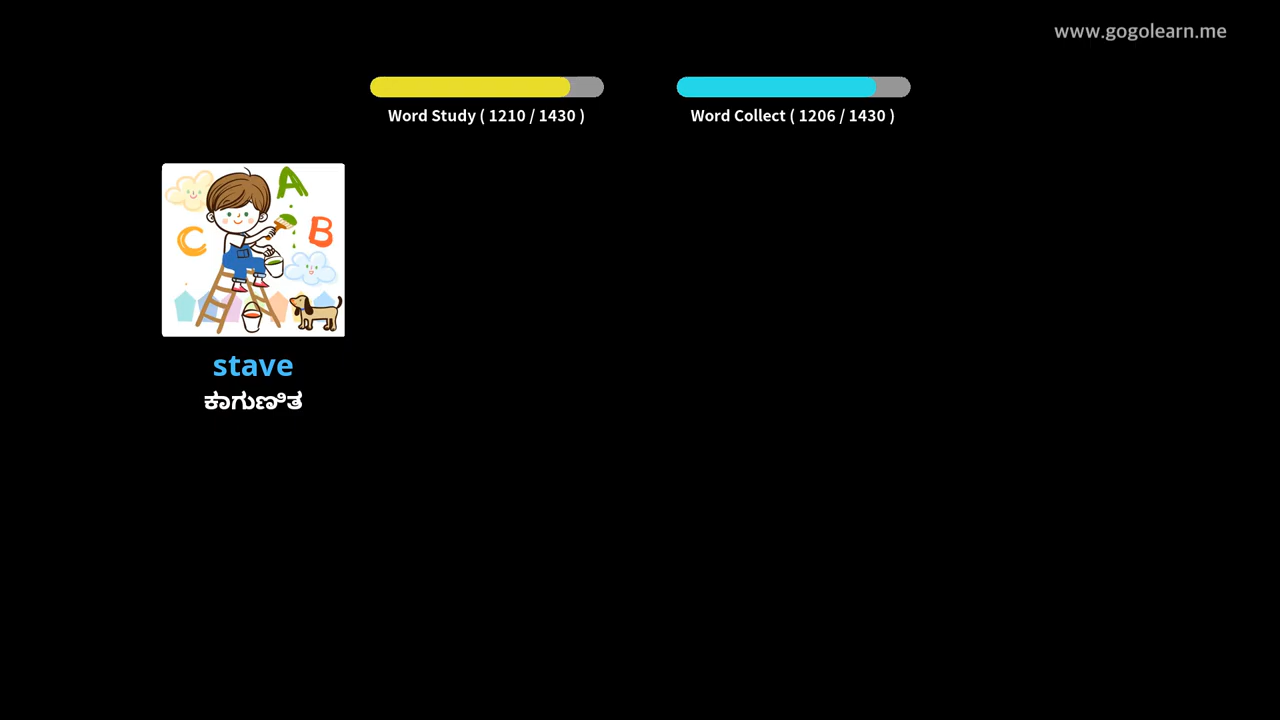 www.gogolearn.me
Word Study ( 1210 / 1430 )
Word Collect ( 1206 / 1430 )
A
B
C
stave
ಕಾಗುಣಿತ